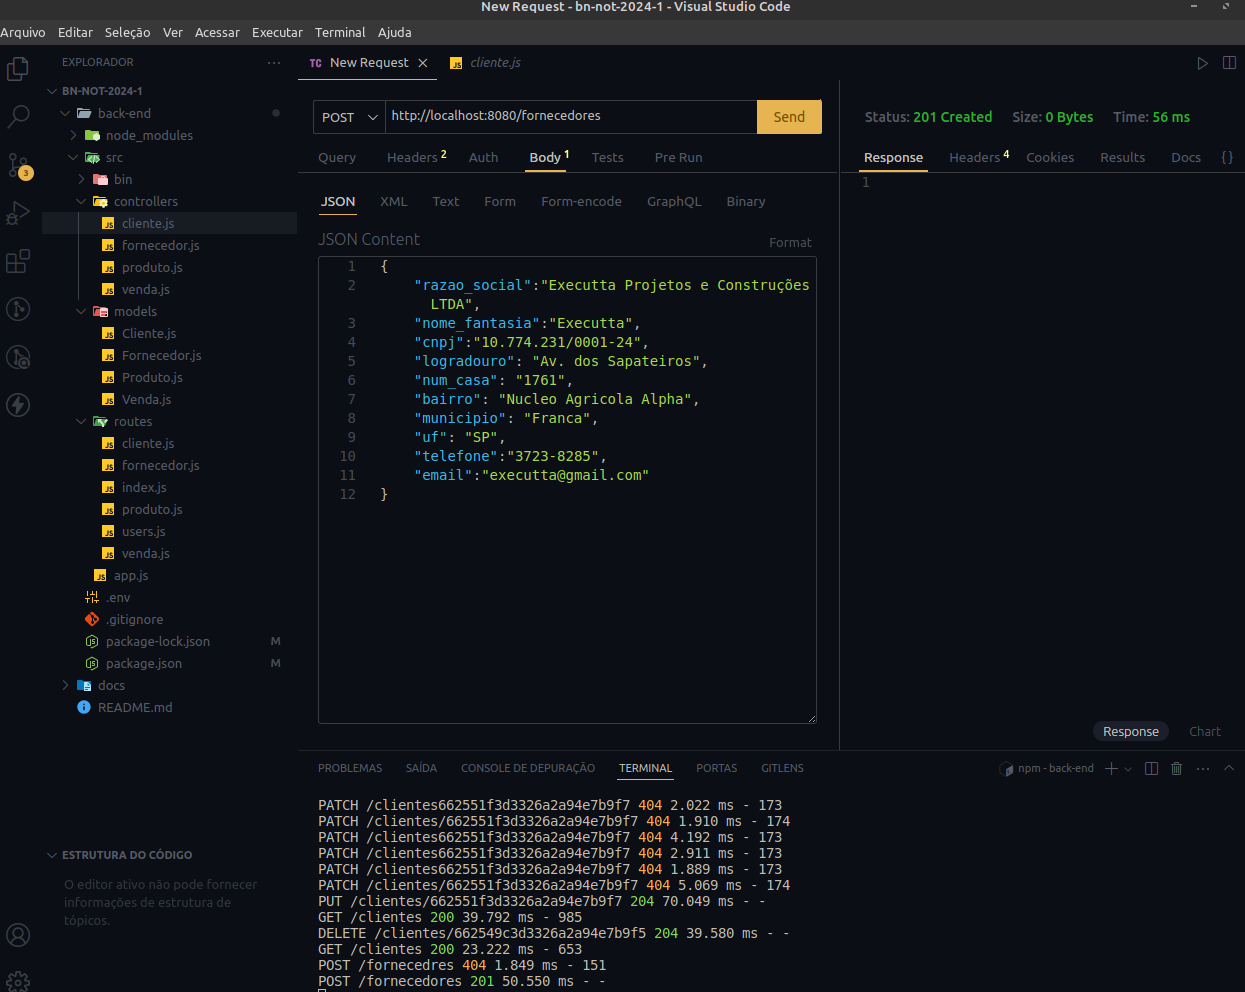 New Request - bn-not-2024-1 - Visual Studio Code
Arquivo Editar Seleção Ver Acessar Executar Terminal Ajuda
EXPLORADOR ...
BN-NOT-2024-1
back-end
node_modules
src
bin
controllers
cliente.js
fornecedor.js
produto.js
venda.js
models
Cliente.js
Fornecedor.js
Produto.js
Venda.js
routes
cliente.js
fornecedor.js
index.js
produto.js
users.js
venda.js
app.js
.env
.gitignore
package-lock.json M
package.json M
docs
README.md
3
ESTRUTURA DO CÓDIGO
O editor ativo não pode fornecer
informações de estrutura de
tópicos.
TC New Request
JS cliente.js
POST http://localhost:8080/fornecedores Send
Query Headers 2 Auth Body 1 Tests Pre Run
JSON XML Text Form Form-encode GraphQL Binary
JSON Content Format
1 {
2 "razao_social":"Executta Projetos e Construções
LTDA",
3 "nome_fantasia":"Executta",
4 "cnpj":"10.774.231/0001-24",
5 "logradouro": "Av. dos Sapateiros",
6 "num_casa": "1761",
7 "bairro": "Nucleo Agricola Alpha",
8 "municipio": "Franca",
9 "uf": "SP",
10 "telefone":"3723-8285",
11 "email":"executta@gmail.com"
12 }
Status: 201 Created Size: 0 Bytes Time: 56 ms
Response Headers 4 Cookies Results Docs {}
1
Response Chart
PROBLEMAS SAÍDA CONSOLE DE DEPURAÇÃO TERMINAL PORTAS GITLENS
npm - back-end
PATCH /clientes662551f3d3326a2a94e7b9f7 404 2.022 ms - 173
PATCH /clientes/662551f3d3326a2a94e7b9f7 404 1.910 ms - 174
PATCH /clientes662551f3d3326a2a94e7b9f7 404 4.192 ms - 173
PATCH /clientes662551f3d3326a2a94e7b9f7 404 2.911 ms - 173
PATCH /clientes662551f3d3326a2a94e7b9f7 404 1.889 ms - 173
PATCH /clientes/662551f3d3326a2a94e7b9f7 404 5.069 ms - 174
PUT /clientes/662551f3d3326a2a94e7b9f7 204 70.049 ms - -
GET /clientes 200 39.792 ms - 985
DELETE /clientes/662549c3d3326a2a94e7b9f5 204 39.580 ms - -
GET /clientes 200 23.222 ms - 653
POST /fornecedres 404 1.849 ms - 151
POST /fornecedores 201 50.550 ms - -